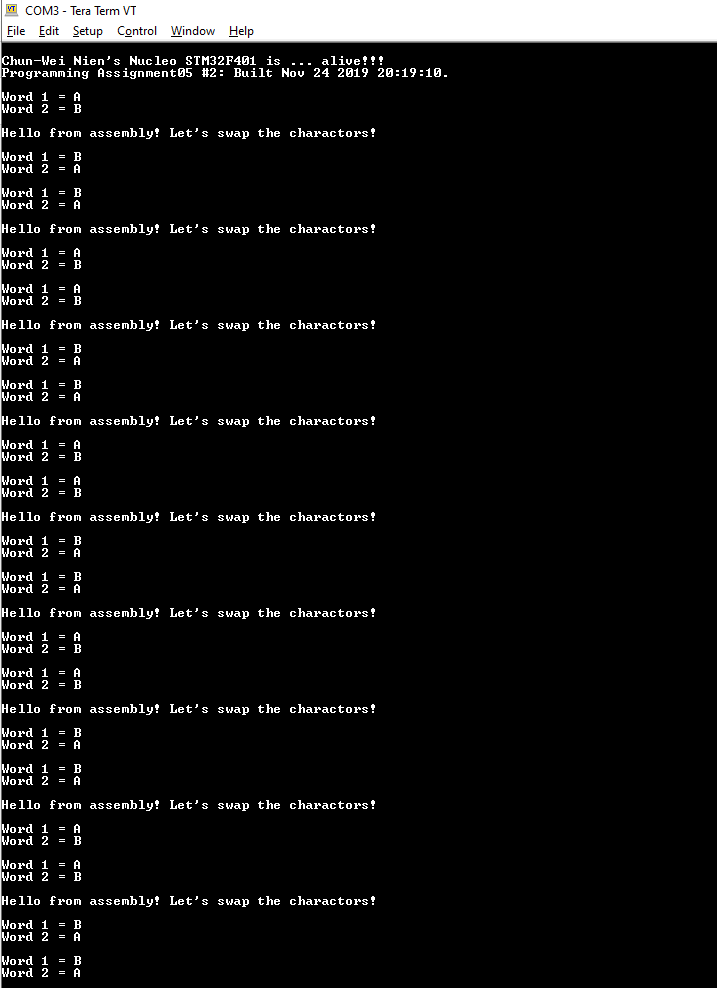 COM3 - Tera Term VT
File Edit Setup Control Window Help
Chun-Wei Nien's Nucleo STM32F401 is ... alive!!!
Programming Assignment05 #2: Built Nov 24 2019 20:19:10.
Word 1 = A
Word 2 = B
Hello from assembly! Let's swap the charactors!
Word 1 = B
Word 2 = A
Word 1 = B
Word 2 = A
Hello from assembly! Let's swap the charactors!
Word 1 = A
Word 2 = B
Word 1 = A
Word 2 = B
Hello from assembly! Let's swap the charactors!
Word 1 = B
Word 2 = A
Word 1 = B
Word 2 = A
Hello from assembly! Let's swap the charactors!
Word 1 = A
Word 2 = B
Word 1 = A
Word 2 = B
Hello from assembly! Let's swap the charactors!
Word 1 = B
Word 2 = A
Word 1 = B
Word 2 = A
Hello from assembly! Let's swap the charactors!
Word 1 = A
Word 2 = B
Word 1 = A
Word 2 = B
Hello from assembly! Let's swap the charactors!
Word 1 = B
Word 2 = A
Word 1 = B
Word 2 = A
Hello from assembly! Let's swap the charactors!
Word 1 = A
Word 2 = B
Word 1 = A
Word 2 = B
Hello from assembly! Let's swap the charactors!
Word 1 = B
Word 2 = A
Word 1 = B
Word 2 = A